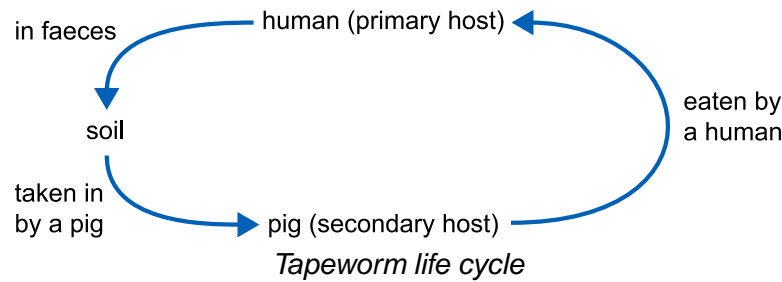 human (primary host)
in faeces
soil
taken in
by a pig
pig (secondary host)
eaten by
a human
Tapeworm life cycle